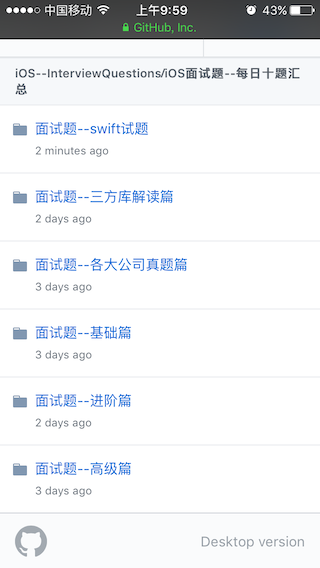 中国移动 上午9:59 43%
GitHub, Inc.
iOS--InterviewQuestions/iOS面试题--每日十题汇
总
面试题--swift试题
2 minutes ago
面试题--三方库解读篇
2 days ago
面试题--各大公司真题篇
3 days ago
面试题--基础篇
3 days ago
面试题--进阶篇
2 days ago
面试题--高级篇
3 days ago
Desktop version